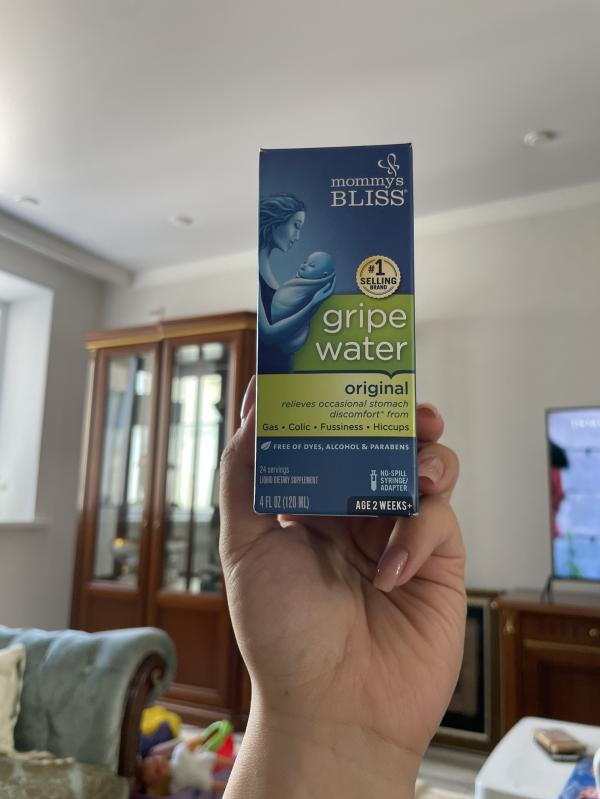 mommy's
BLISS®
#1
SELLING
BRAND
gripe
water
original
relieves occasional stomach
discomfort* from
Gas • Colic • Fussiness • Hiccups
FREE OF DYES, ALCOHOL & PARABENS
24 servings
LIQUID DIETARY SUPPLEMENT
4 FL OZ (120 ML)
NO-SPILL
SYRINGE/
ADAPTER
AGE 2 WEEKS+